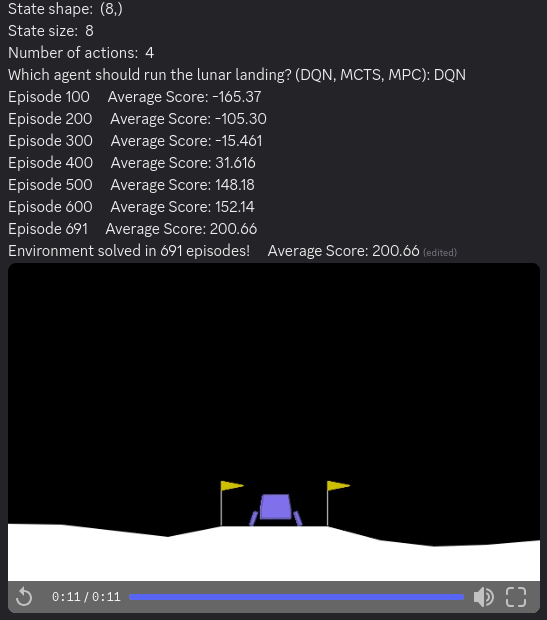 State shape: (8,)
State size: 8
Number of actions: 4
Which agent should run the lunar landing? (DQN, MCTS, MPC): DQN
Episode 100 Average Score: -165.37
Episode 200 Average Score: -105.30
Episode 300 Average Score: -15.461
Episode 400 Average Score: 31.616
Episode 500 Average Score: 148.18
Episode 600 Average Score: 152.14
Episode 691 Average Score: 200.66
Environment solved in 691 episodes! Average Score: 200.66 (edited)
0:11 / 0:11